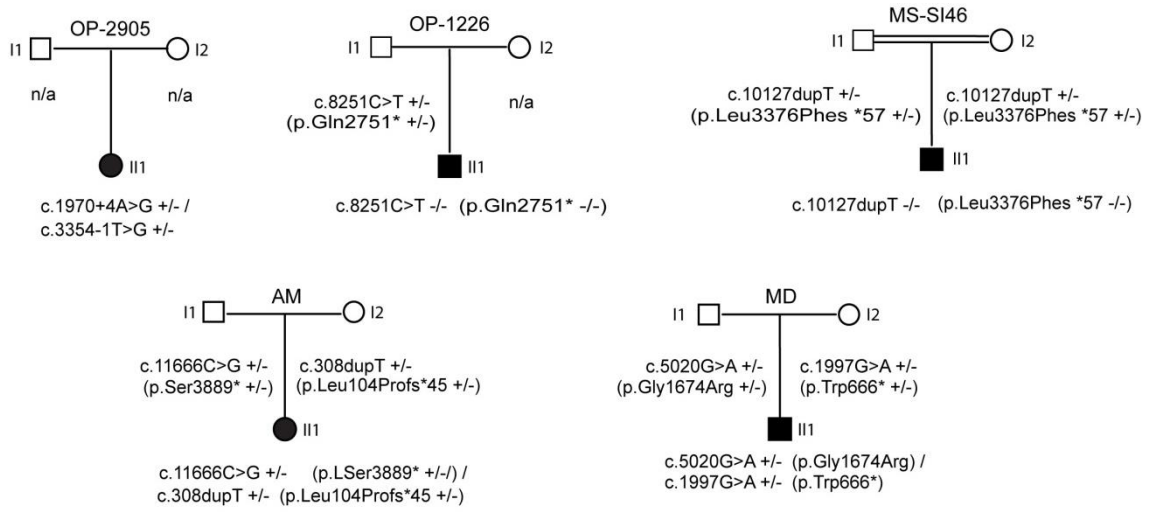 OP-2905
I1
I2
n/a
n/a
II1
c.1970+4A>G +/- /
c.3354-1T>G +/-
OP-1226
I1
I2
c.8251C>T +/-
(p.Gln2751* +/-)
n/a
II1
c.8251C>T -/- (p.Gln2751* -/-)
MS-SI46
I1
I2
c.10127dupT +/-
(p.Leu3376Phes *57 +/-)
c.10127dupT +/-
(p.Leu3376Phes *57 +/-)
II1
c.10127dupT -/- (p.Leu3376Phes *57 -/-)
AM
I1
I2
c.11666C>G +/-
(p.Ser3889* +/-)
c.308dupT +/-
(p.Leu104Profs*45 +/-)
II1
c.11666C>G +/- (p.LSer3889* +/-) /
c.308dupT +/- (p.Leu104Profs*45 +/-)
MD
I1
I2
c.5020G>A +/-
(p.Gly1674Arg +/-)
c.1997G>A +/-
(p.Trp666* +/-)
II1
c.5020G>A +/- (p.Gly1674Arg) /
c.1997G>A +/- (p.Trp666*)